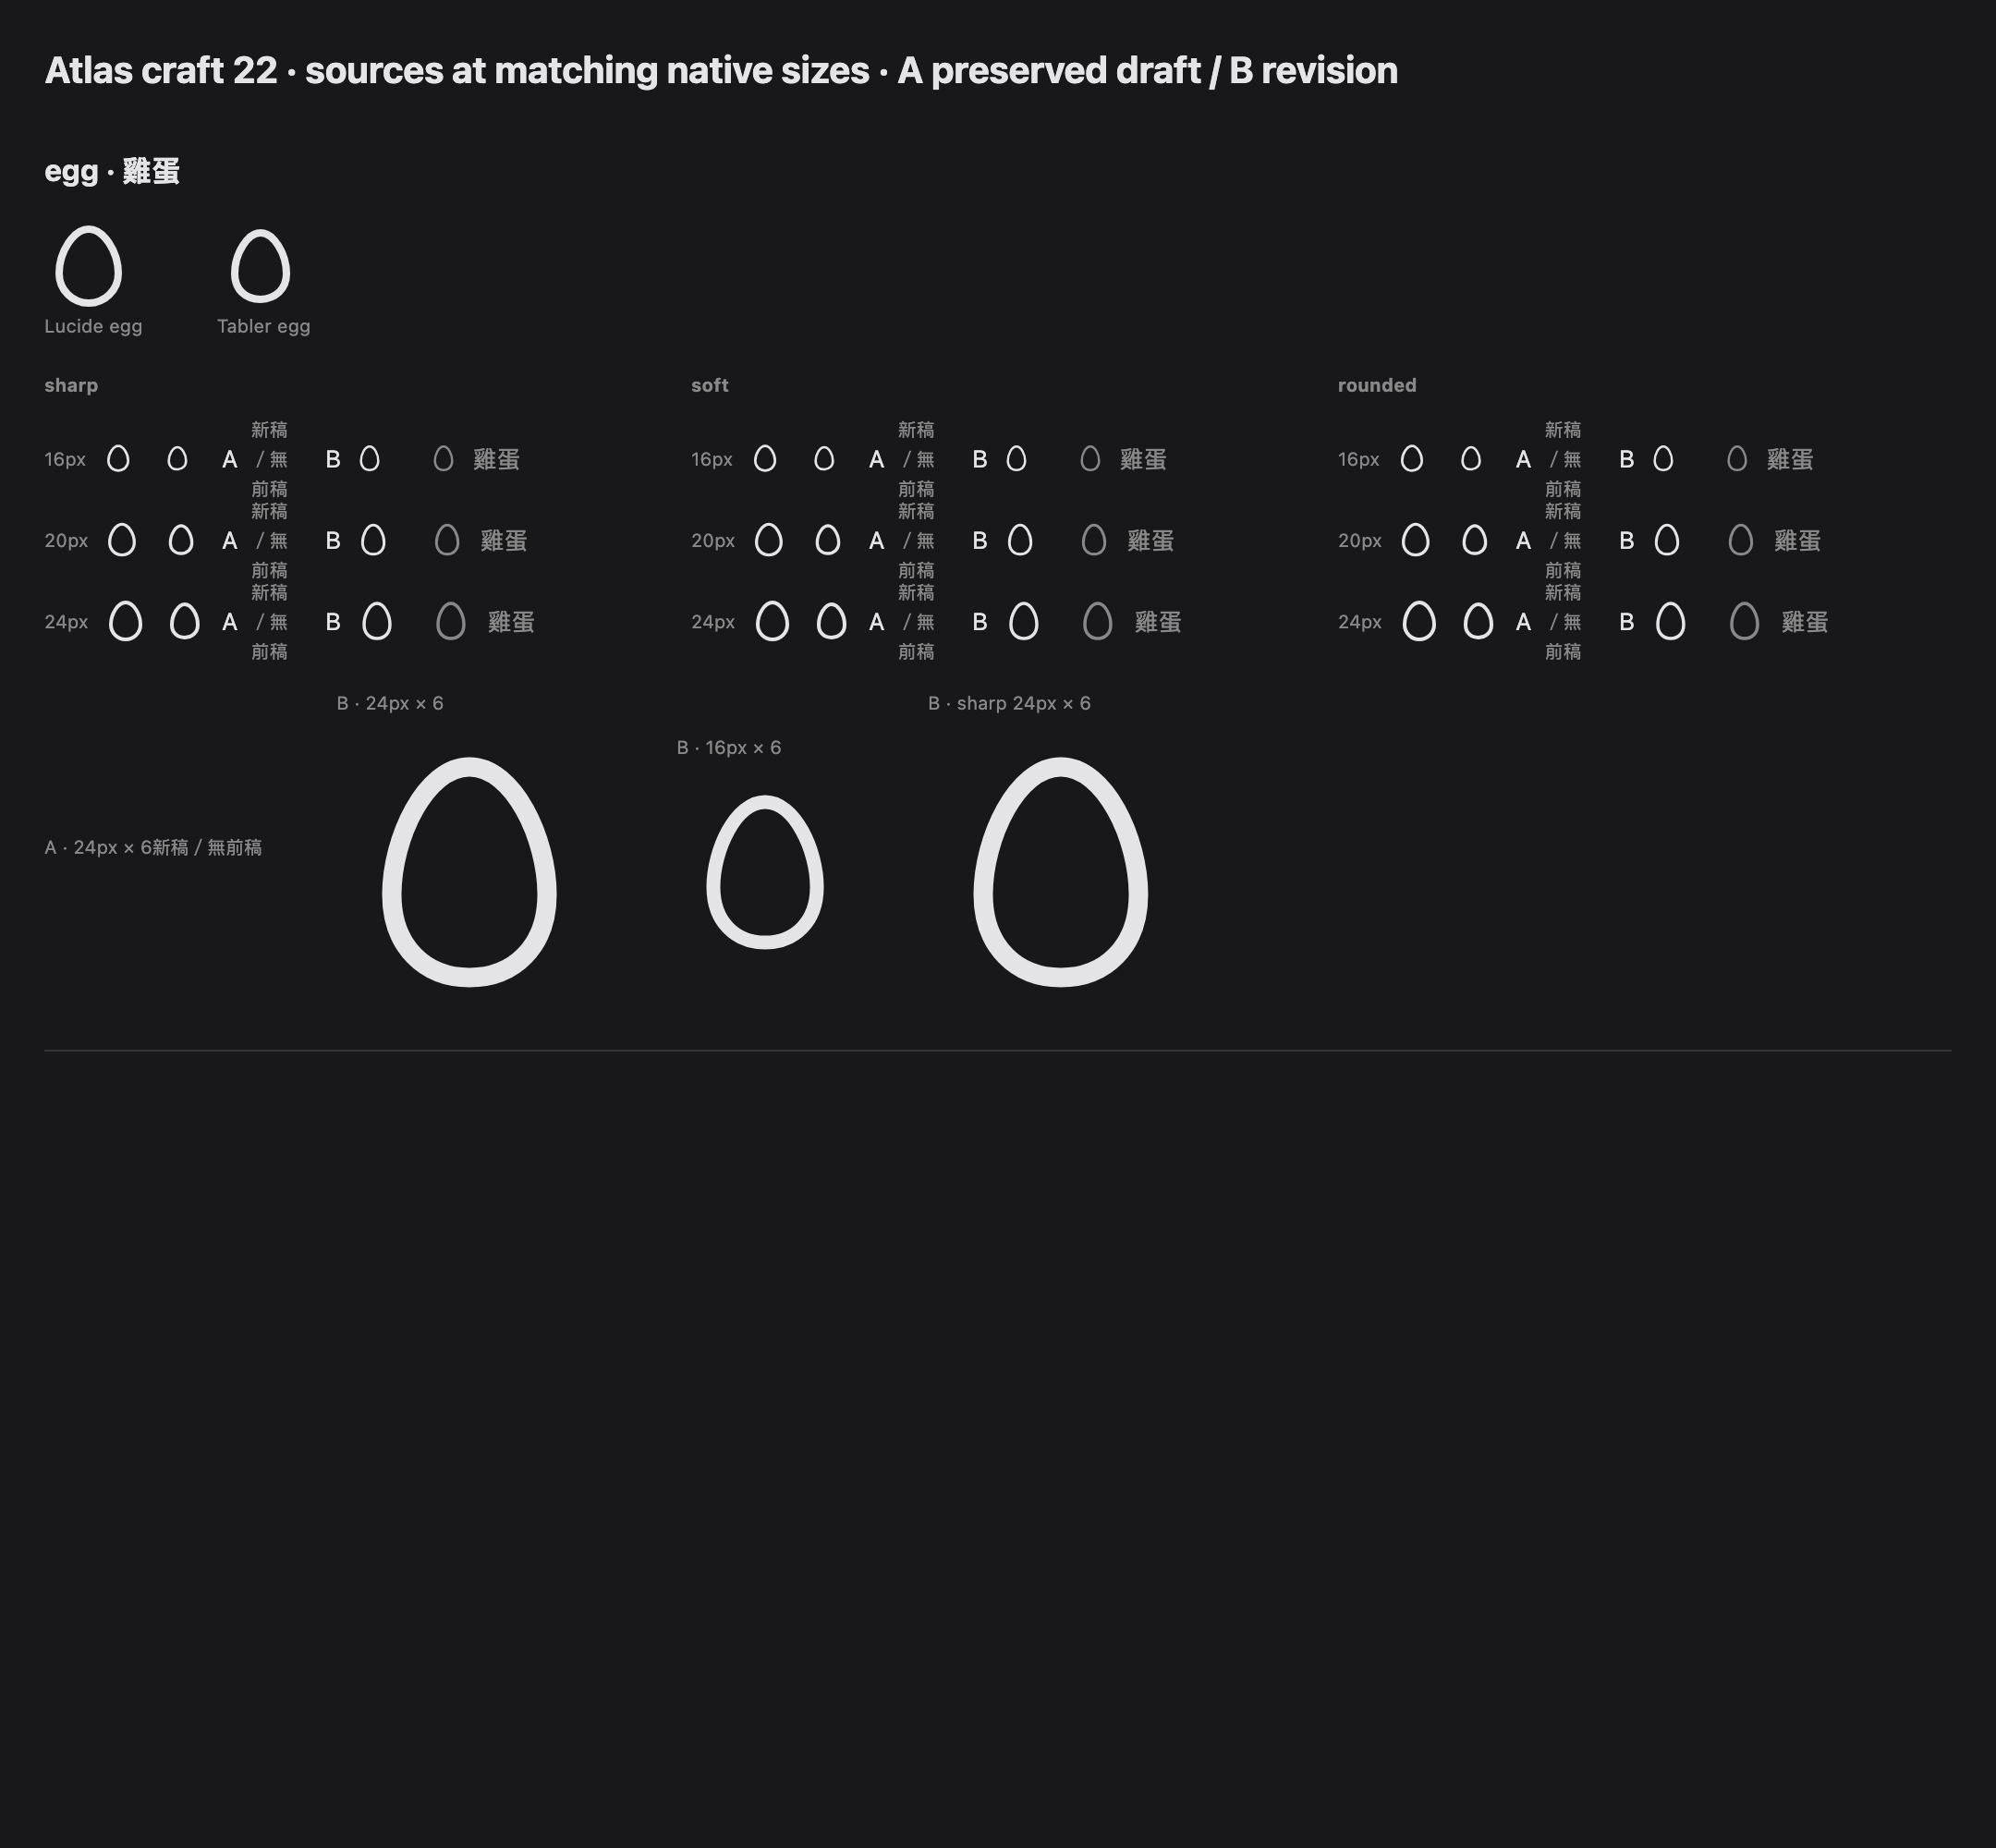 Atlas craft 22 · sources at matching native sizes · A preserved draft / B revision
egg · 雞蛋
Lucide egg
Tabler egg
sharp
16px A 新稿 / 無前稿 B 雞蛋
20px A 新稿 / 無前稿 B 雞蛋
24px A 新稿 / 無前稿 B 雞蛋
soft
16px A 新稿 / 無前稿 B 雞蛋
20px A 新稿 / 無前稿 B 雞蛋
24px A 新稿 / 無前稿 B 雞蛋
rounded
16px A 新稿 / 無前稿 B 雞蛋
20px A 新稿 / 無前稿 B 雞蛋
24px A 新稿 / 無前稿 B 雞蛋
A · 24px × 6新稿 / 無前稿
B · 24px × 6
B · 16px × 6
B · sharp 24px × 6